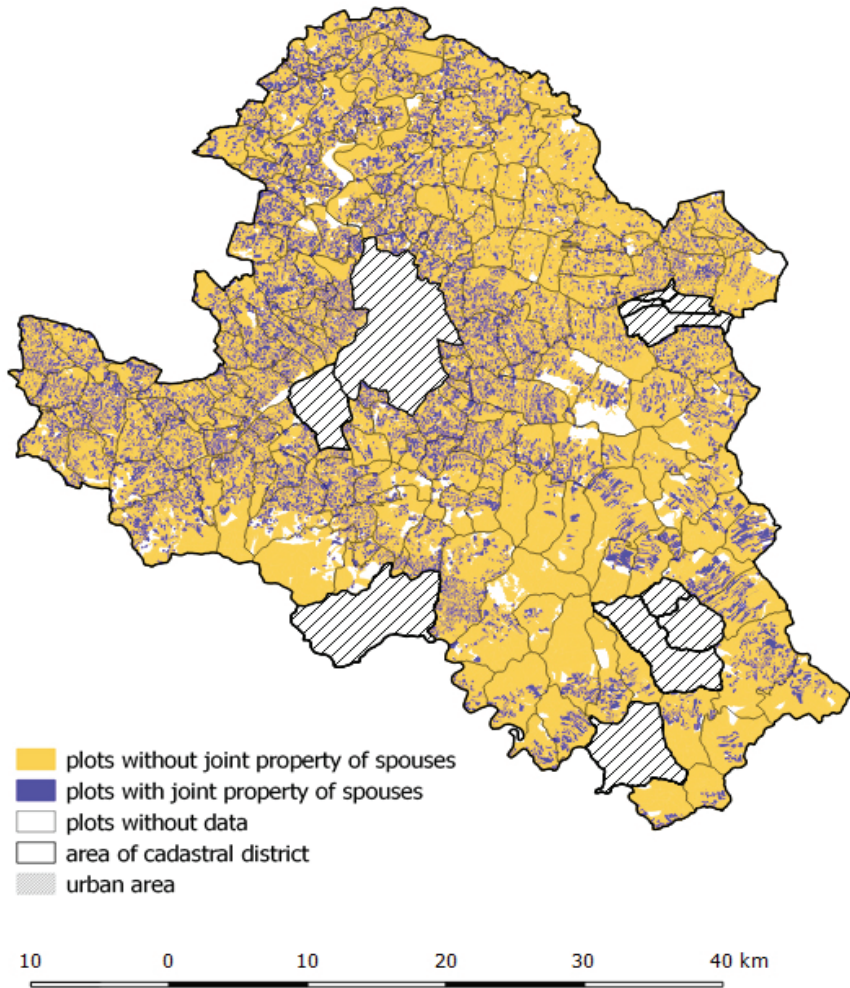 plots without joint property of spouses
plots with joint property of spouses
plots without data
area of cadastral district
urban area
10 0 10 20 30 40 km